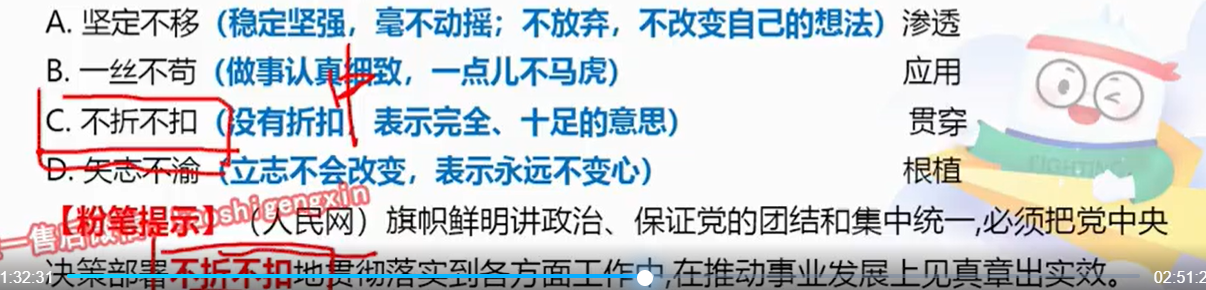 A. 坚定不移（稳定坚强，毫不动摇；不放弃，不改变自己的想法）渗透
B. 一丝不苟（做事认真细致，一点儿不马虎） 应用
C. 不折不扣（没有折扣，表示完全、十足的意思） 贯穿
D. 矢志不渝（立志不会改变，表示永远不变心） 根植
FIGHTING
【粉笔提示】（人民网）旗帜鲜明讲政治、保证党的团结和集中统一,必须把党中央
oshigengxin
决策部署不折不扣地贯彻落实到各方面工作中,在推动事业发展上见真章出实效。
1:32:31 02:51:2